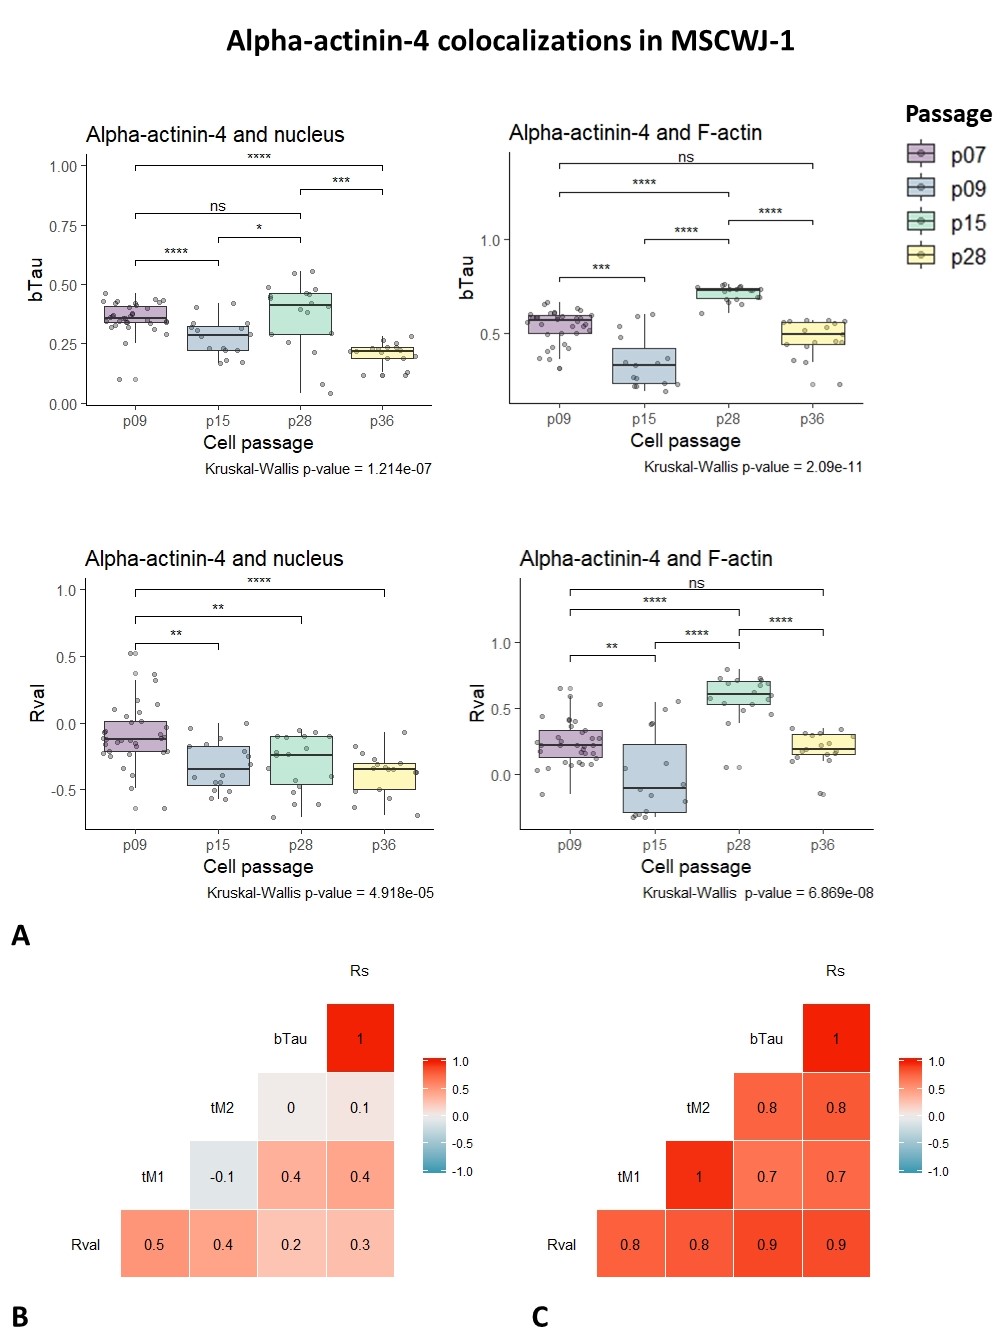 Alpha-actinin-4 colocalizations in MSCWJ-1
Passage
p07
p09
p15
p28
Alpha-actinin-4 and nucleus
bTau
1.00
0.75
0.50
0.25
0.00
****
***
ns
*
****
p09 p15 p28 p36
Cell passage
Kruskal-Wallis p-value = 1.214e-07
Alpha-actinin-4 and F-actin
bTau
1.0
0.5
ns
****
****
****
***
p09 p15 p28 p36
Cell passage
Kruskal-Wallis p-value = 2.09e-11
Alpha-actinin-4 and nucleus
Rval
1.0
0.5
0.0
-0.5
****
**
**
p09 p15 p28 p36
Cell passage
Kruskal-Wallis p-value = 4.918e-05
Alpha-actinin-4 and F-actin
Rval
1.0
0.5
0.0
ns
****
****
****
**
p09 p15 p28 p36
Cell passage
Kruskal-Wallis p-value = 6.869e-08
A
Rs
bTau 1
tM2 0 0.1
tM1 -0.1 0.4 0.4
Rval 0.5 0.4 0.2 0.3
1.0
0.5
0.0
-0.5
-1.0
B
Rs
bTau 1
tM2 0.8 0.8
tM1 1 0.7 0.7
Rval 0.8 0.8 0.9 0.9
1.0
0.5
0.0
-0.5
-1.0
C